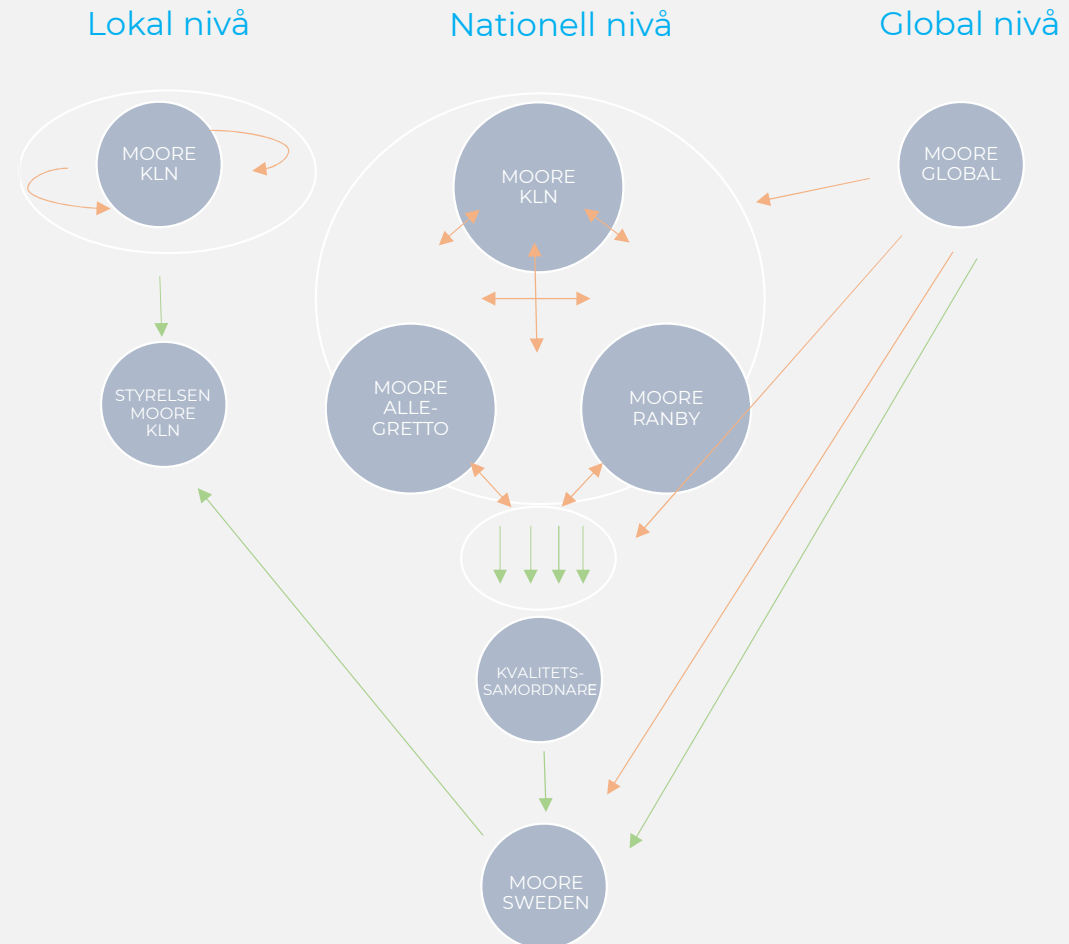 Lokal nivå
Nationell nivå
Global nivå
MOORE
KLN
MOORE
KLN
MOORE
GLOBAL
STYRELSEN
MOORE
KLN
MOORE
ALLE-
GRETTO
MOORE
RANBY
KVALITETS-
SAMORDNARE
MOORE
SWEDEN